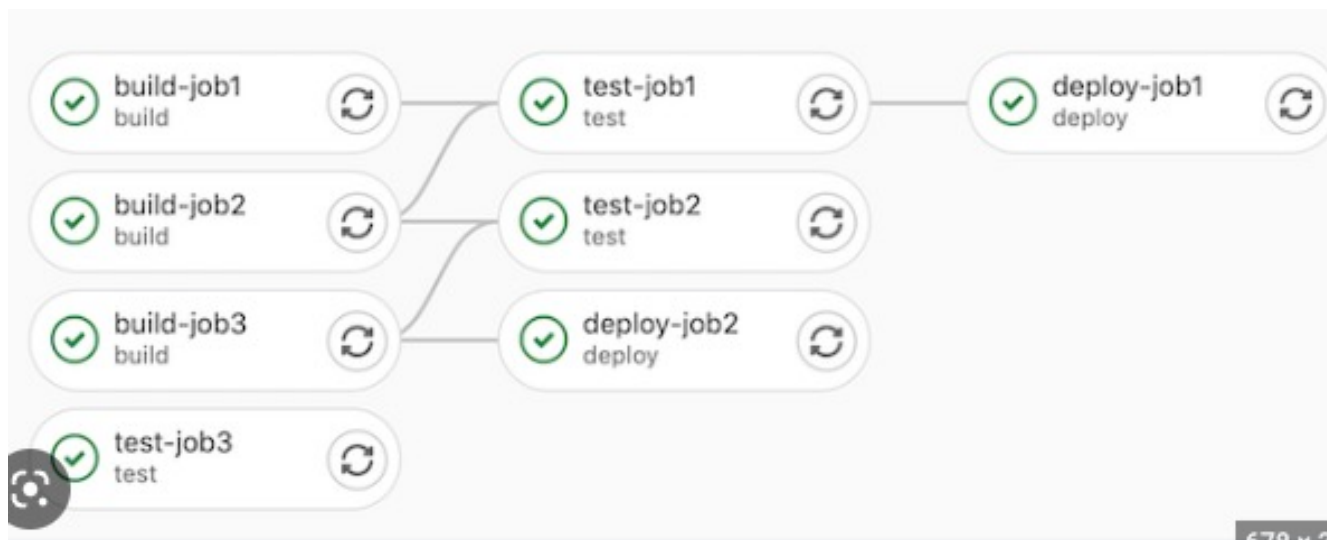 build-job1
build
test-job1
test
deploy-job1
deploy
build-job2
build
test-job2
test
build-job3
build
deploy-job2
deploy
test-job3
test